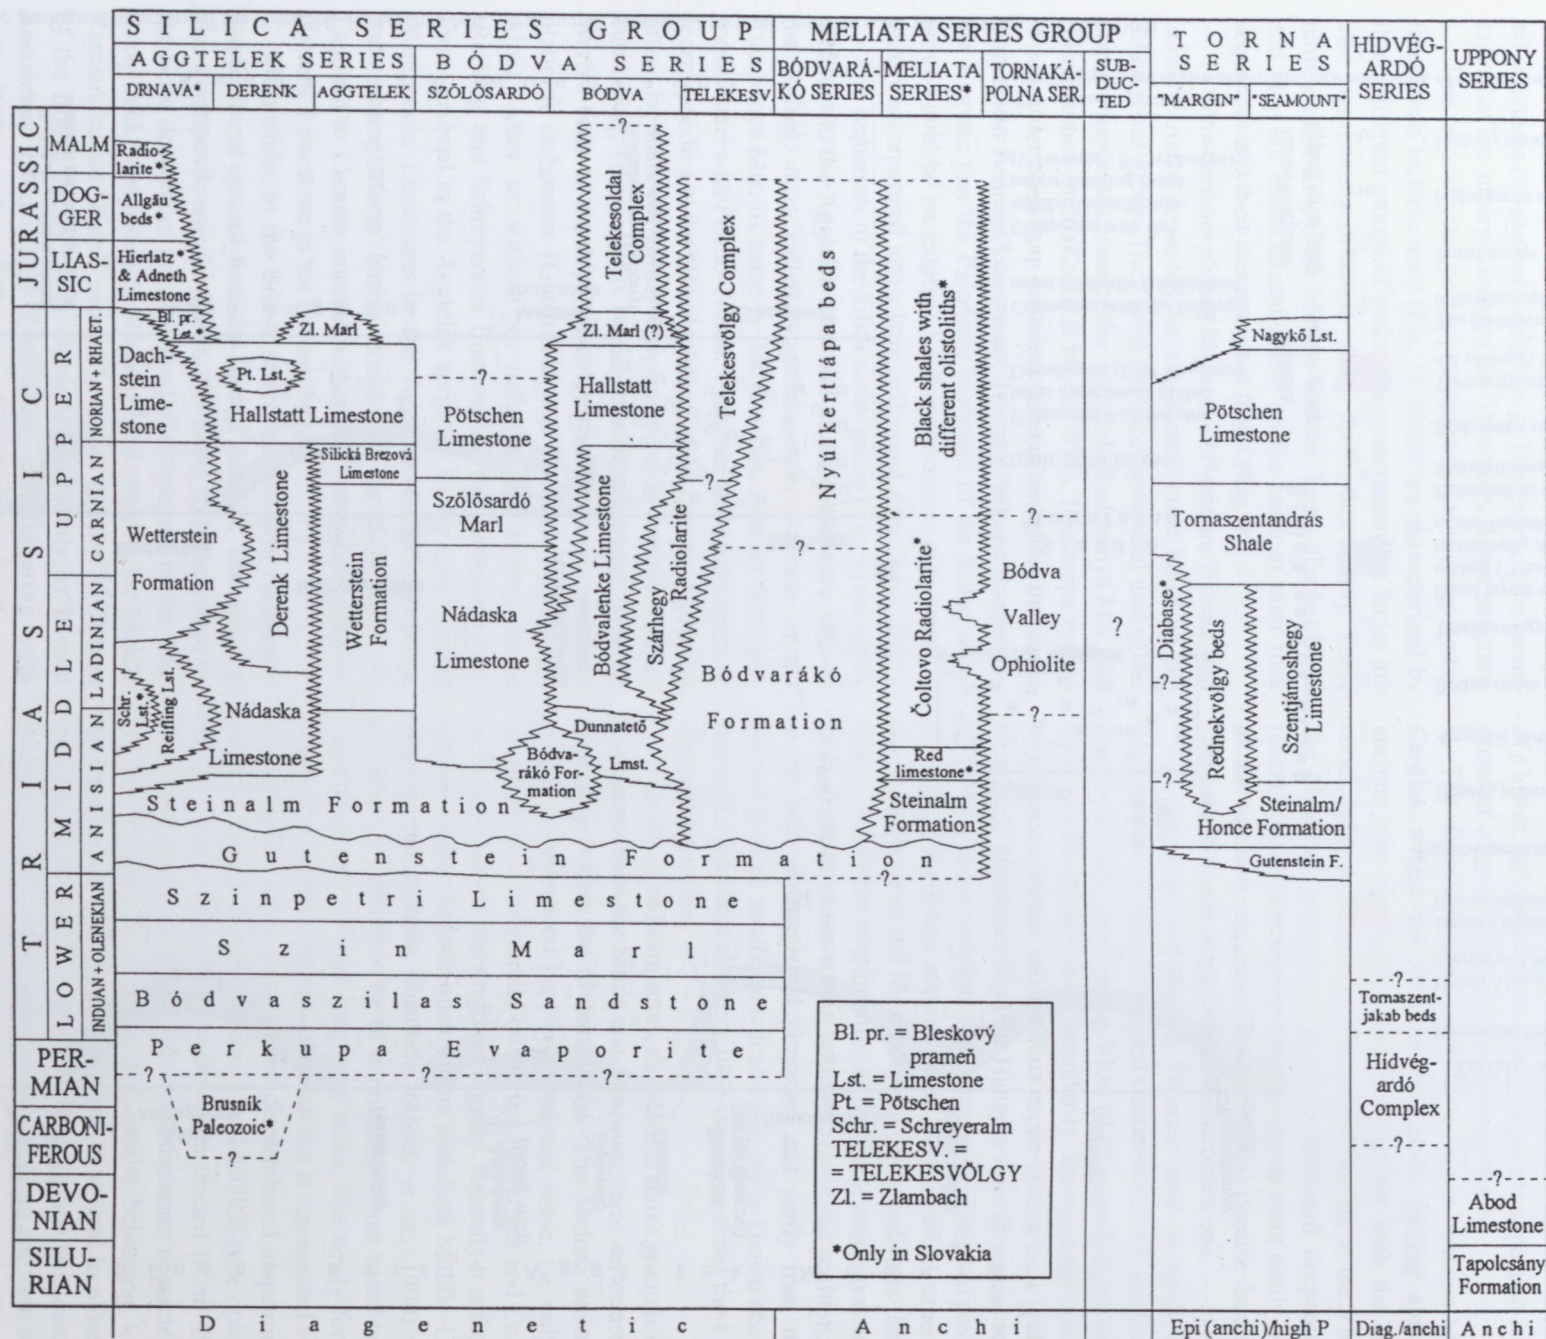 SILICA SERIES GROUP
MELIATA SERIES GROUP
TORNA
SERIES
HÍDVÉG-
ARDÓ
SERIES
UPPONY
SERIES
AGGTELEK SERIES
BÓDVA SERIES
BÓDVARÁ-
KÓ SERIES
MELIATA
SERIES*
TORNAKÁ-
POLNA SER.
SUB-
DUC-
TED
DRNAVA*
DERENK
AGGTELEK
SZŐLŐSARDÓ
BÓDVA
TELEKESV.
"MARGIN"
"SEAMOUNT"
JURASSIC
MALM
DOG-
GER
LIAS-
SIC
TRIASSIC
UPPER
NORIAN+RHAET.
CARNIAN
MIDDLE
LADINIAN
ANISIAN
LOWER
INDUAN+OLENEKIAN
PER-
MIAN
CARBONI-
FEROUS
DEVO-
NIAN
SILU-
RIAN
Radio-
larite*
Allgäu
beds*
Hierlatz*
& Adneth
Limestone
Bl. pr.
Lst.*
Dach-
stein
Lime-
stone
Zl. Marl
Pt. Lst.
Hallstatt Limestone
Silická Brezová
Limestone
Wetterstein
Formation
Derenk Limestone
Wetterstein
Formation
Schr.
Lst.*
Reifling Lst.
Nádaska
Limestone
?
Pötschen
Limestone
Szőlősardó
Marl
Nádaska
Limestone
?
Telekesoldal
Complex
Zl. Marl (?)
Hallstatt
Limestone
Bódvalenke Limestone
Szárhegy
Radiolarite
Dunnatető
Lmst.
Bódva-
rákó For-
mation
?
Telekesvölgy Complex
?
Nyúlkertlápa beds
?
Bódvarákó
Formation
?
Black shales with
different olistoliths*
?
Čoltovo Radiolarite*
Red
limestone*
Steinalm
Formation
?
?
Bódva
Valley
Ophiolite
?
?
?
Nagykő Lst.
Pötschen
Limestone
Tornaszentandrás
Shale
Diabase*
?
?
Rednekvölgy beds
Szentjánoshegy
Limestone
Steinalm/
Honce Formation
Gutenstein F.
Steinalm Formation
Gutenstein Formation
?
Szinpetri Limestone
Szin Marl
Bódvaszilas Sandstone
Perkupa Evaporite
? ? ? ? ?
Brusník
Paleozoic*
?
?
Tornaszent-
jakab beds
?
Hídvég-
ardó
Complex
?
?
Abod
Limestone
Tapolcsány
Formation
Bl. pr. = Bleskový
prameň
Lst. = Limestone
Pt. = Pötschen
Schr. = Schreyeralm
TELEKESV. =
= TELEKESVÖLGY
Zl. = Zlambach
*Only in Slovakia
Diagenetic
Anchi
Epi (anchi)/high P
Diag./anchi
Anchi